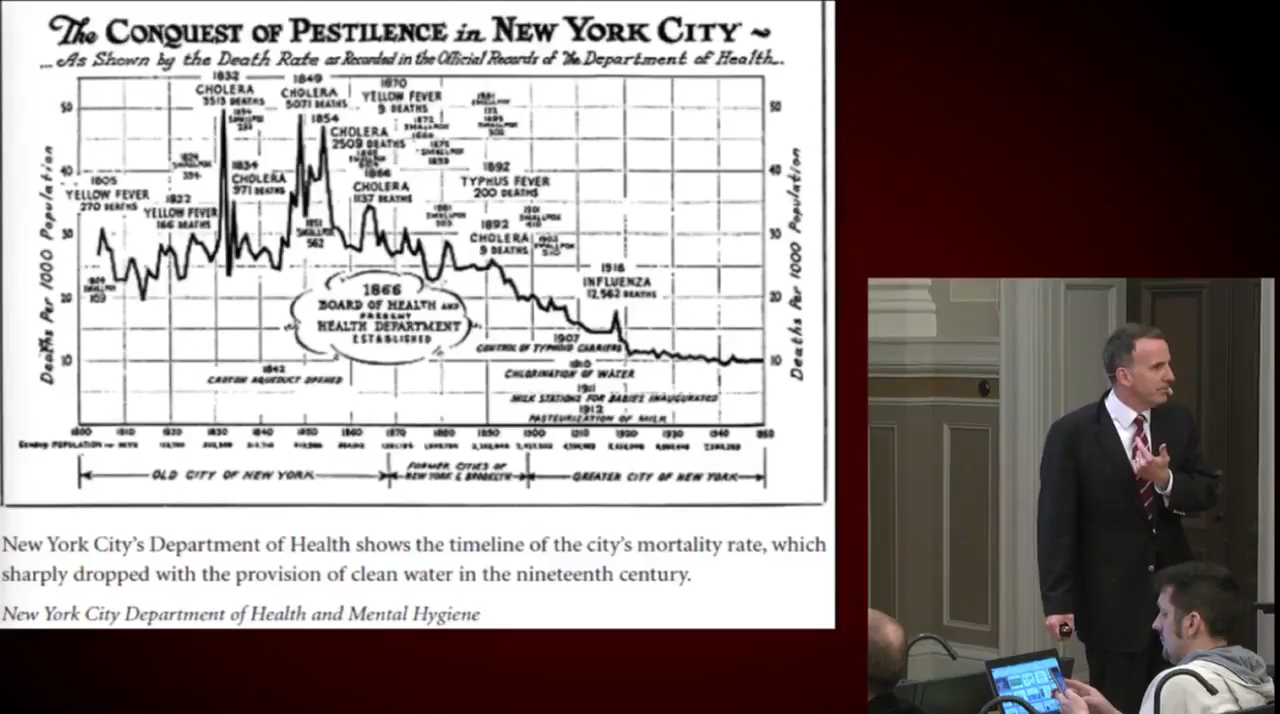 The CONQUEST OF PESTILENCE in NEW YORK CITY ~
... As Shown by the Death Rate as Recorded in the Official Records of The Department of Health....
1832
CHOLERA
3513 DEATHS
1849
CHOLERA
5071 DEATHS
1870
YELLOW FEVER
9 DEATHS
1854
CHOLERA
2509 DEATHS
1834
CHOLERA
971 DEATHS
1866
CHOLERA
1137 DEATHS
1805
YELLOW FEVER
270 DEATHS
1822
YELLOW FEVER
166 DEATHS
1892
TYPHUS FEVER
200 DEATHS
1892
CHOLERA
9 DEATHS
1851
SMALLPOX
562
1918
INFLUENZA
12,562 DEATHS
1866
BOARD OF HEALTH AND
PRESENT
HEALTH DEPARTMENT
ESTABLISHED
1842
CROTON AQUEDUCT OPENED
1907
CONTROL OF TYPHOID CARRIERS
1910
CHLORINATION OF WATER
1911
MILK STATIONS FOR BABIES INAUGURATED
1912
PASTEURIZATION OF MILK
Deaths Per 1000 Population
50
40
30
20
10
50
40
30
20
10
Deaths Per 1000 Population
1800 1810 1820 1830 1840 1850 1860 1870 1880 1890 1900 1910 1920 1930 1940 1950
OLD CITY OF NEW YORK
FORMER CITIES OF
NEW YORK & BROOKLYN
GREATER CITY OF NEW YORK
New York City's Department of Health shows the timeline of the city's mortality rate, which
sharply dropped with the provision of clean water in the nineteenth century.
New York City Department of Health and Mental Hygiene